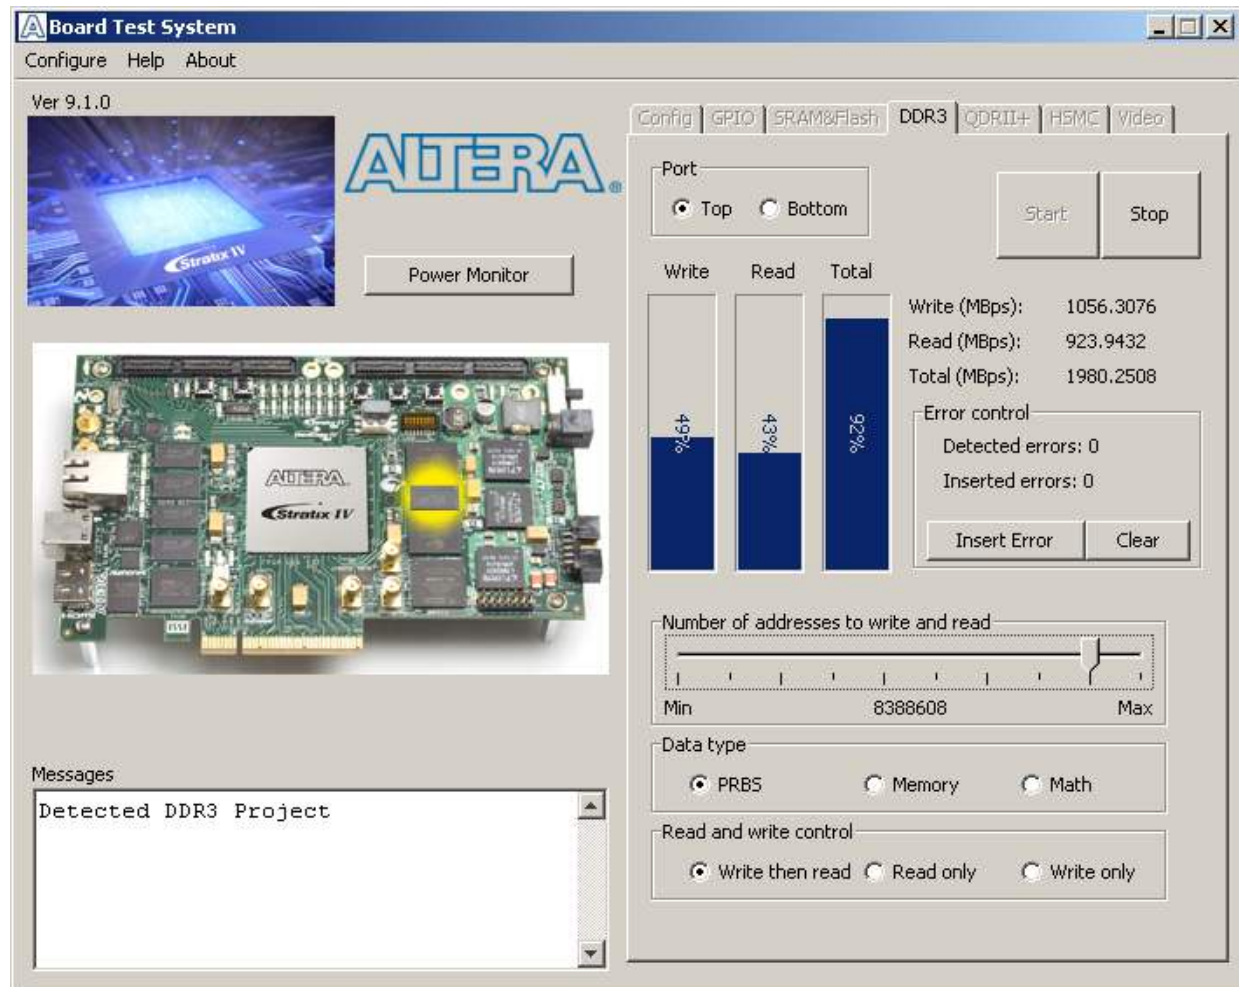 Board Test System
Configure Help About
Ver 9.1.0
Stratix IV
ALTERA®
Power Monitor
ALTERA
Stratix IV
Messages
Detected DDR3 Project
Config GPIO SRAM&Flash DDR3 QDRII+ HSMC Video
Port
Top Bottom
Start Stop
Write Read Total
49% 43% 92%
Write (MBps): 1056.3076
Read (MBps): 923.9432
Total (MBps): 1980.2508
Error control
Detected errors: 0
Inserted errors: 0
Insert Error Clear
Number of addresses to write and read
Min 8388608 Max
Data type
PRBS Memory Math
Read and write control
Write then read Read only Write only